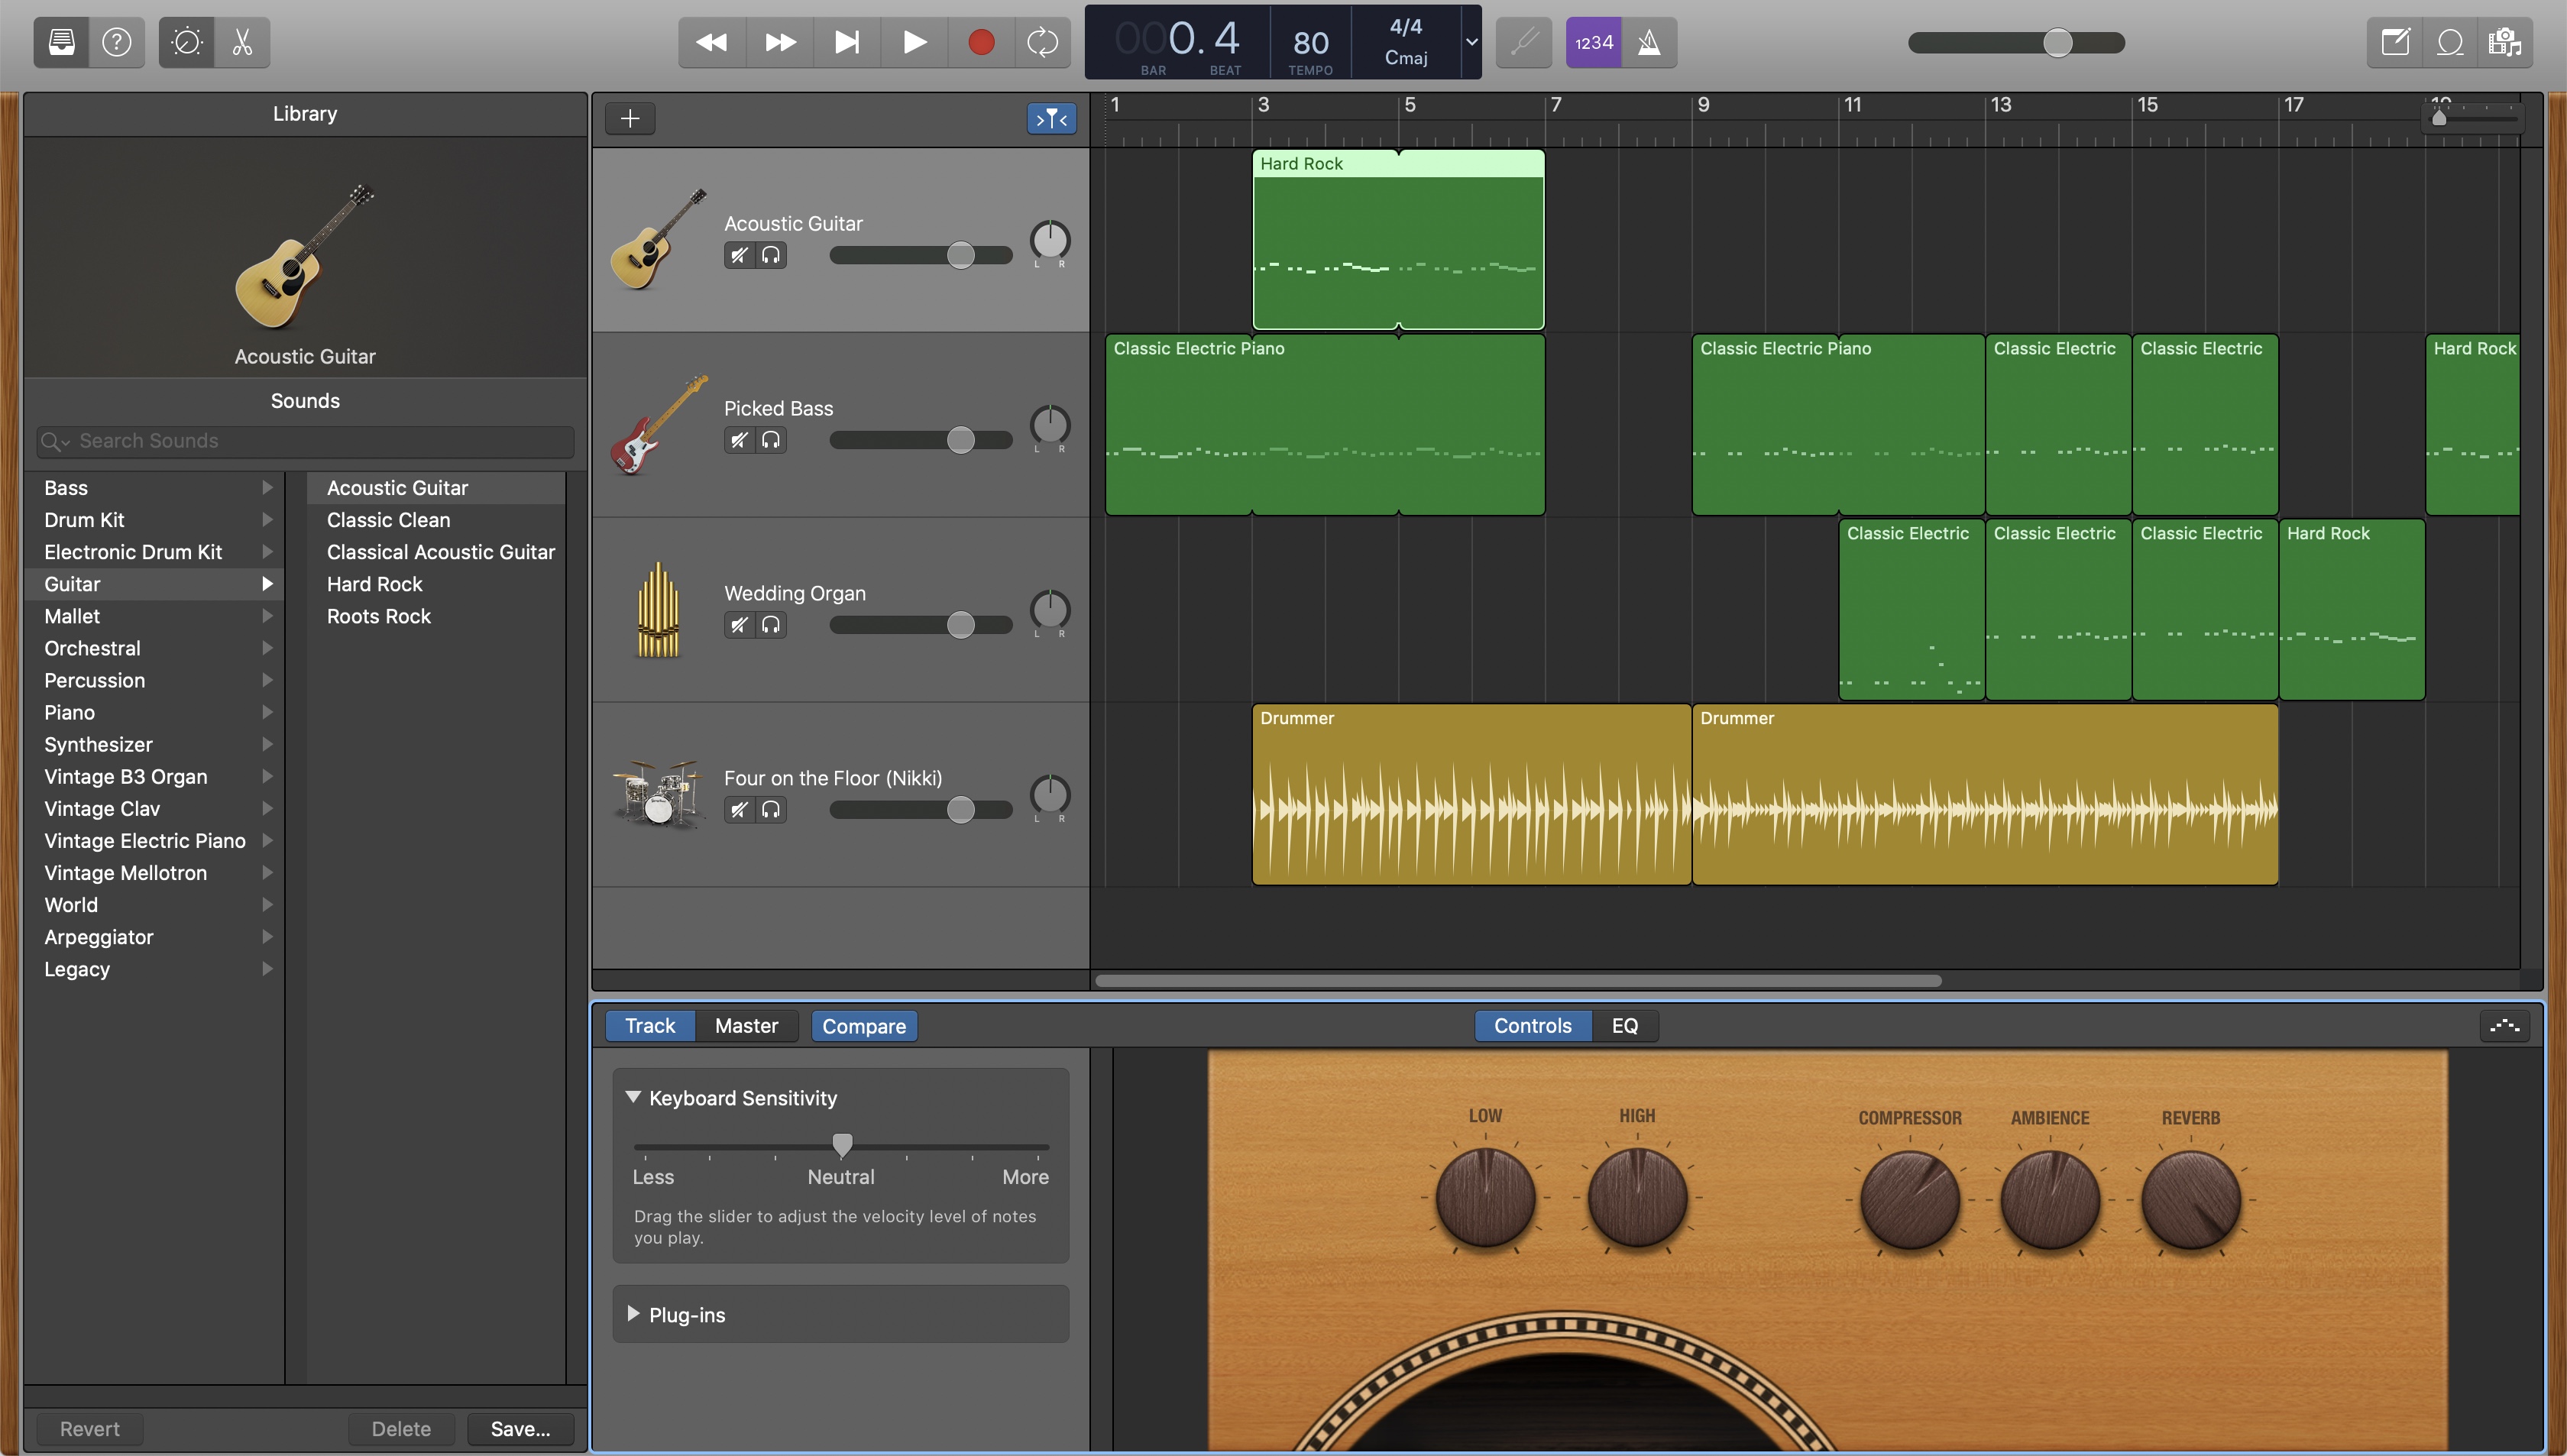 000. 4
BAR
BEAT
80
TEMPO
4/4
Cmaj
1234
Library
Acoustic Guitar
Sounds
Search Sounds
Bass
Drum Kit
Electronic Drum Kit
Guitar
Mallet
Orchestral
Percussion
Piano
Synthesizer
Vintage B3 Organ
Vintage Clav
Vintage Electric Piano
Vintage Mellotron
World
Arpeggiator
Legacy
Acoustic Guitar
Classic Clean
Classical Acoustic Guitar
Hard Rock
Roots Rock
Revert
Delete
Save...
1 3 5 7 9 11 13 15 17
Acoustic Guitar
L R
Hard Rock
Picked Bass
L R
Classic Electric Piano
Classic Electric Piano
Classic Electric
Classic Electric
Hard Rock
Wedding Organ
L R
Classic Electric
Classic Electric
Classic Electric
Hard Rock
Four on the Floor (Nikki)
L R
Drummer
Drummer
Track
Master
Compare
Controls
EQ
Keyboard Sensitivity
Less
Neutral
More
Drag the slider to adjust the velocity level of notes
you play.
Plug-ins
LOW
HIGH
COMPRESSOR
AMBIENCE
REVERB